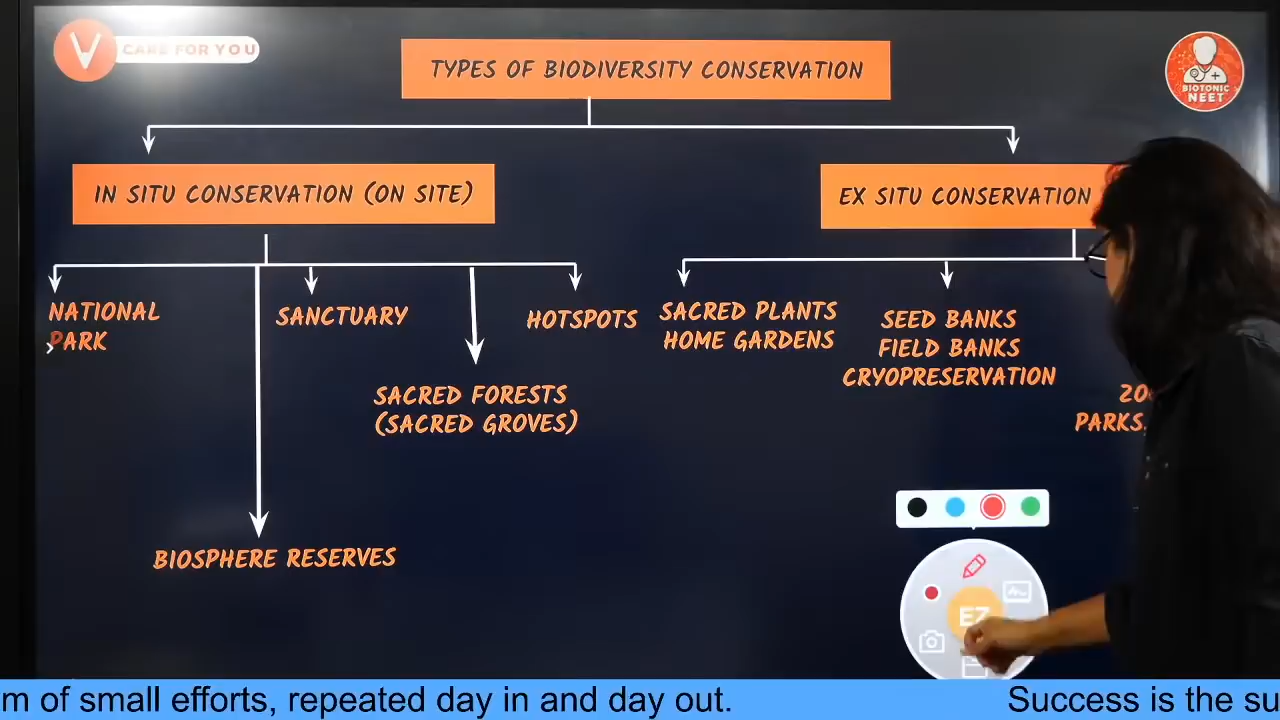 V CARE FOR YOU
TYPES OF BIODIVERSITY CONSERVATION
BIOTONIC
NEET
IN SITU CONSERVATION (ON SITE)
EX SITU CONSERVATION
NATIONAL
PARK
SANCTUARY
HOTSPOTS
SACRED PLANTS
HOME GARDENS
SEED BANKS
FIELD BANKS
CRYOPRESERVATION
SACRED FORESTS
(SACRED GROVES)
PARKS
BIOSPHERE RESERVES
EZ
m of small efforts, repeated day in and day out.
Success is the su